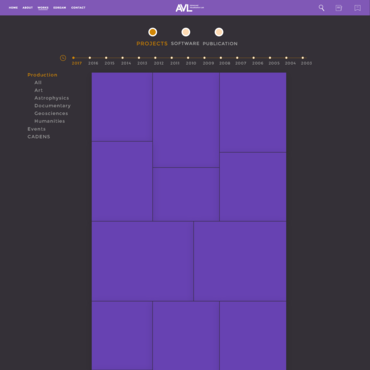 HOME ABOUT WORKS DOMAIN CONTACT
AVL
PROJECTS SOFTWARE PUBLICATION
2017 2016 2015 2014 2013 2012 2011 2010 2009 2008 2007 2006 2005 2004 2003
Production
All
Art
Astrophysics
Documentary
Geosciences
Humanities
Events
CADENS